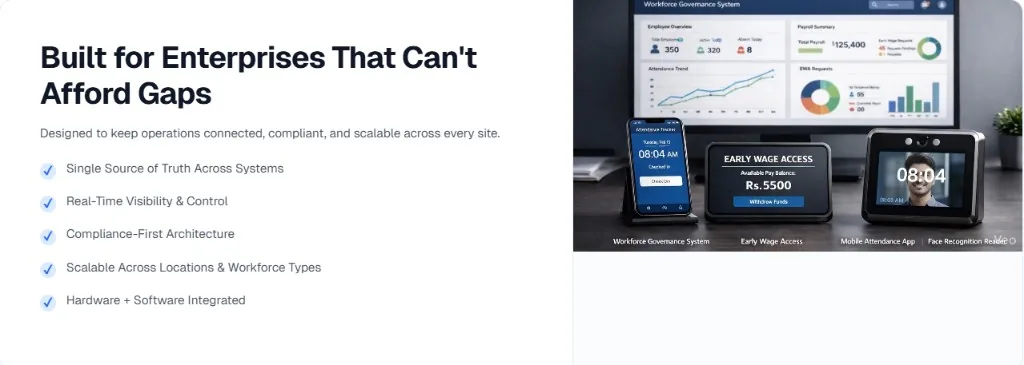 Built for Enterprises That Can't
Afford Gaps
Designed to keep operations connected, compliant, and scalable across every site.
Single Source of Truth Across Systems
Real-Time Visibility & Control
Compliance-First Architecture
Scalable Across Locations & Workforce Types
Hardware + Software Integrated
Workforce Governance System
Employee Overview
350
320
8
Absent Today
Attendance Trend
Payroll Summary
Total Payroll
$125,400
EWA Requests
95
Tuesday,
08:04 AM
Checked In
EARLY WAGE ACCESS
Available Pay Balance:
Rs.5500
Withdraw Funds
08:04
Workforce Governance System
Early Wage Access
Mobile Attendance App
Face Recognition Reader
Veo